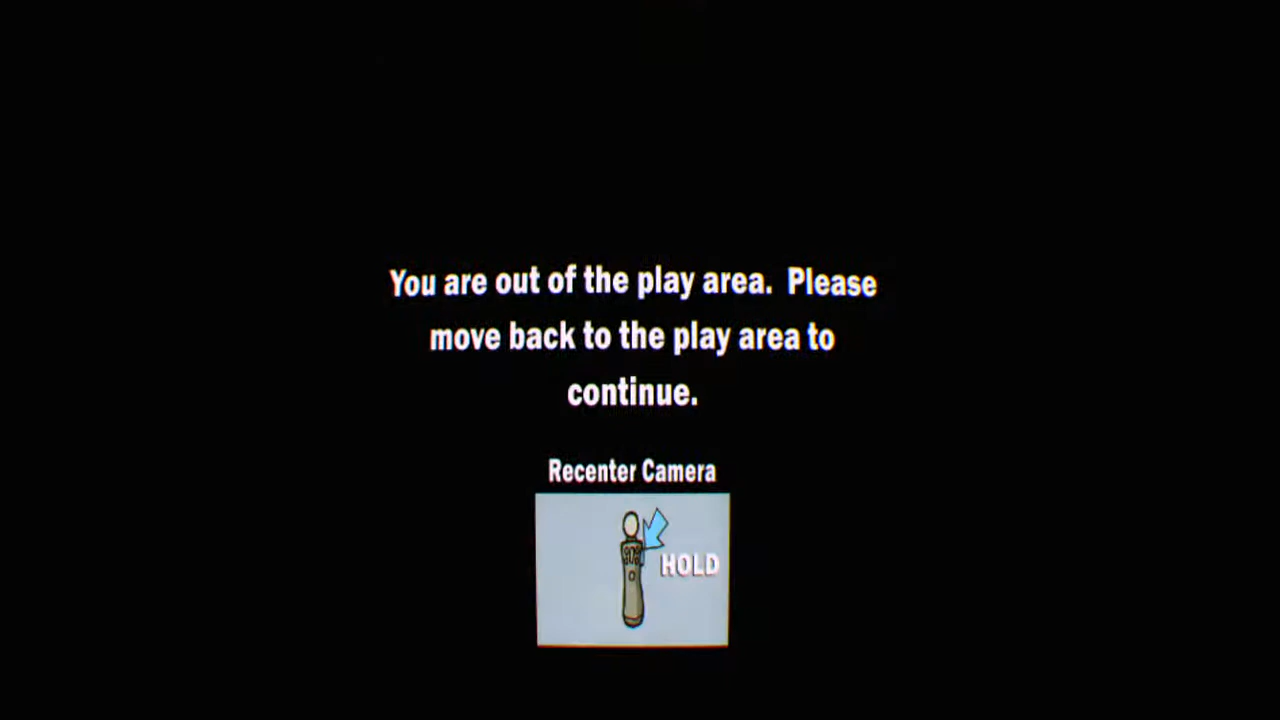 You are out of the play area.  Please
move back to the play area to
continue.
Recenter Camera
HOLD